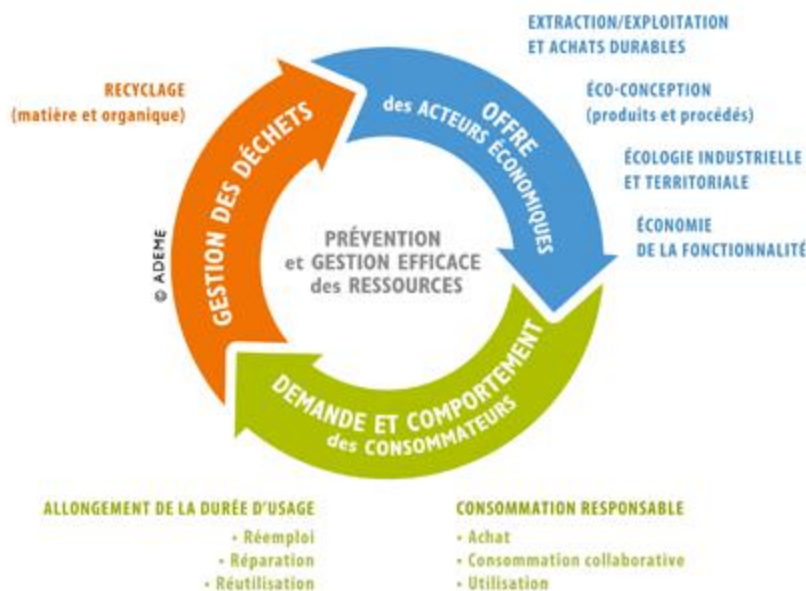 EXTRACTION/EXPLOITATION
ET ACHATS DURABLES
RECYCLAGE
(matière et organique)
ÉCO-CONCEPTION
(produits et procédés)
ÉCOLOGIE INDUSTRIELLE
ET TERRITORIALE
ÉCONOMIE
DE LA FONCTIONNALITÉ
OFFRE
des ACTEURS ÉCONOMIQUES
GESTION DES DÉCHETS
PRÉVENTION
et GESTION EFFICACE
des RESSOURCES
© ADEME
DEMANDE ET COMPORTEMENT
des CONSOMMATEURS
ALLONGEMENT DE LA DURÉE D'USAGE
• Réemploi
• Réparation
• Réutilisation
CONSOMMATION RESPONSABLE
• Achat
• Consommation collaborative
• Utilisation